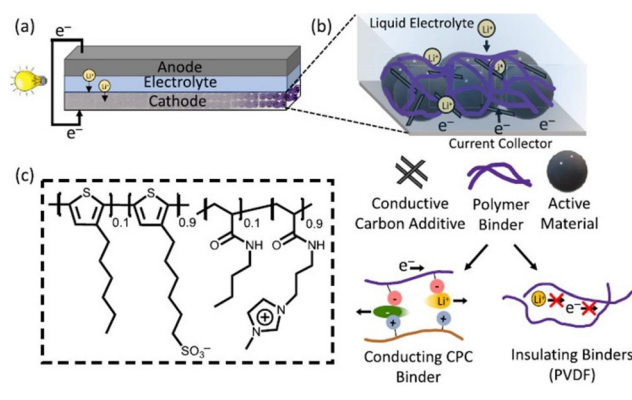 (a)
e−
Anode
Li+
Electrolyte
Li+
Cathode
e−
(b)
Liquid Electrolyte
Li+
Li+
Li+
Li+
e−
e−
e−
Current Collector
Conductive
Carbon Additive
Polymer
Binder
Active
Material
(c)
S
S
0.1
0.9
0.1
0.9
O
NH
O
NH
N
N
+
SO3−
e−
-
-
Li+
+
+
Conducting CPC
Binder
Li+
e−
Insulating Binders
(PVDF)